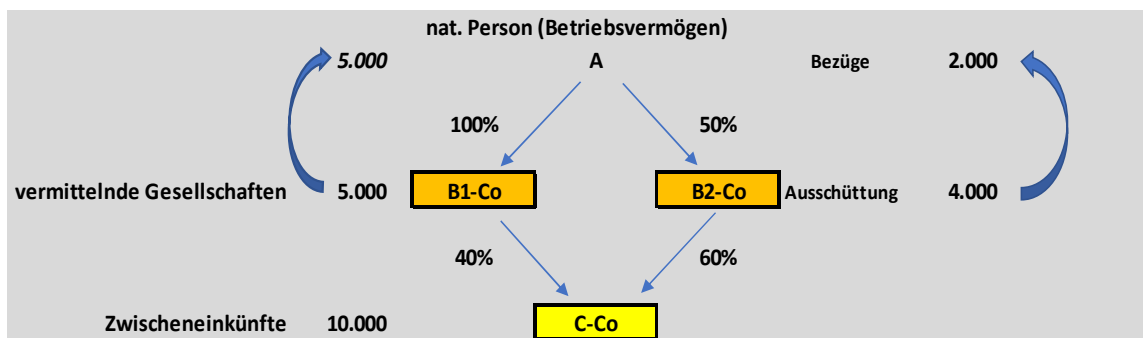 nat. Person (Betriebsvermögen)
5.000 A Bezüge 2.000
100% 50%
vermittelnde Gesellschaften 5.000 B1-Co B2-Co Ausschüttung 4.000
40% 60%
Zwischeneinkünfte 10.000 C-Co